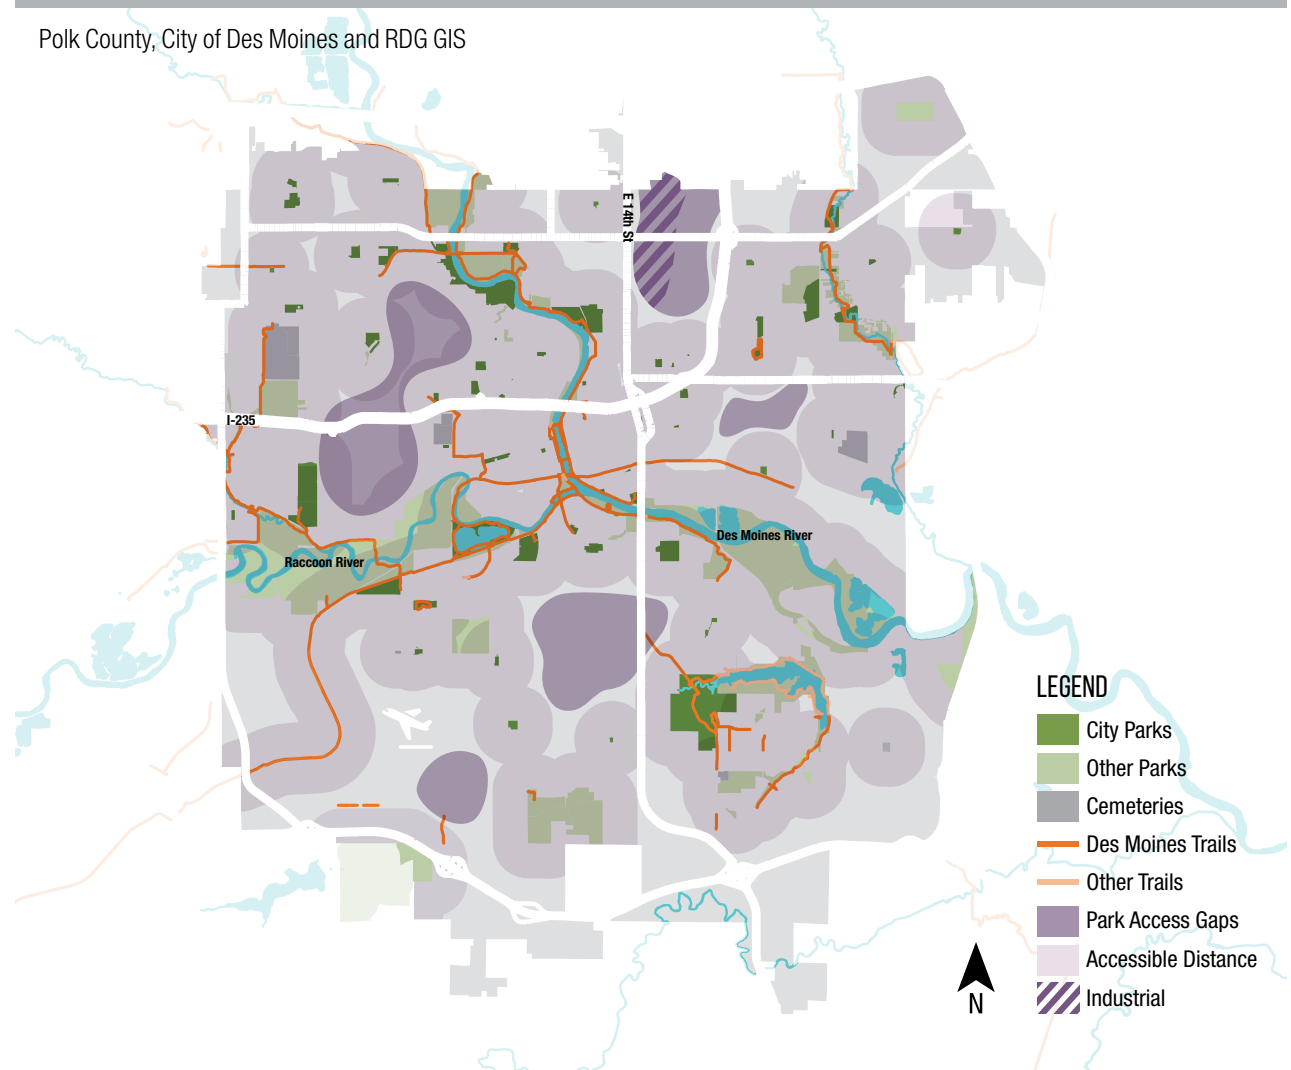 Polk County, City of Des Moines and RDG GIS
E 14th St
I-235
Des Moines River
Raccoon River
LEGEND
City Parks
Other Parks
Cemeteries
Des Moines Trails
Other Trails
Park Access Gaps
Accessible Distance
Industrial
N